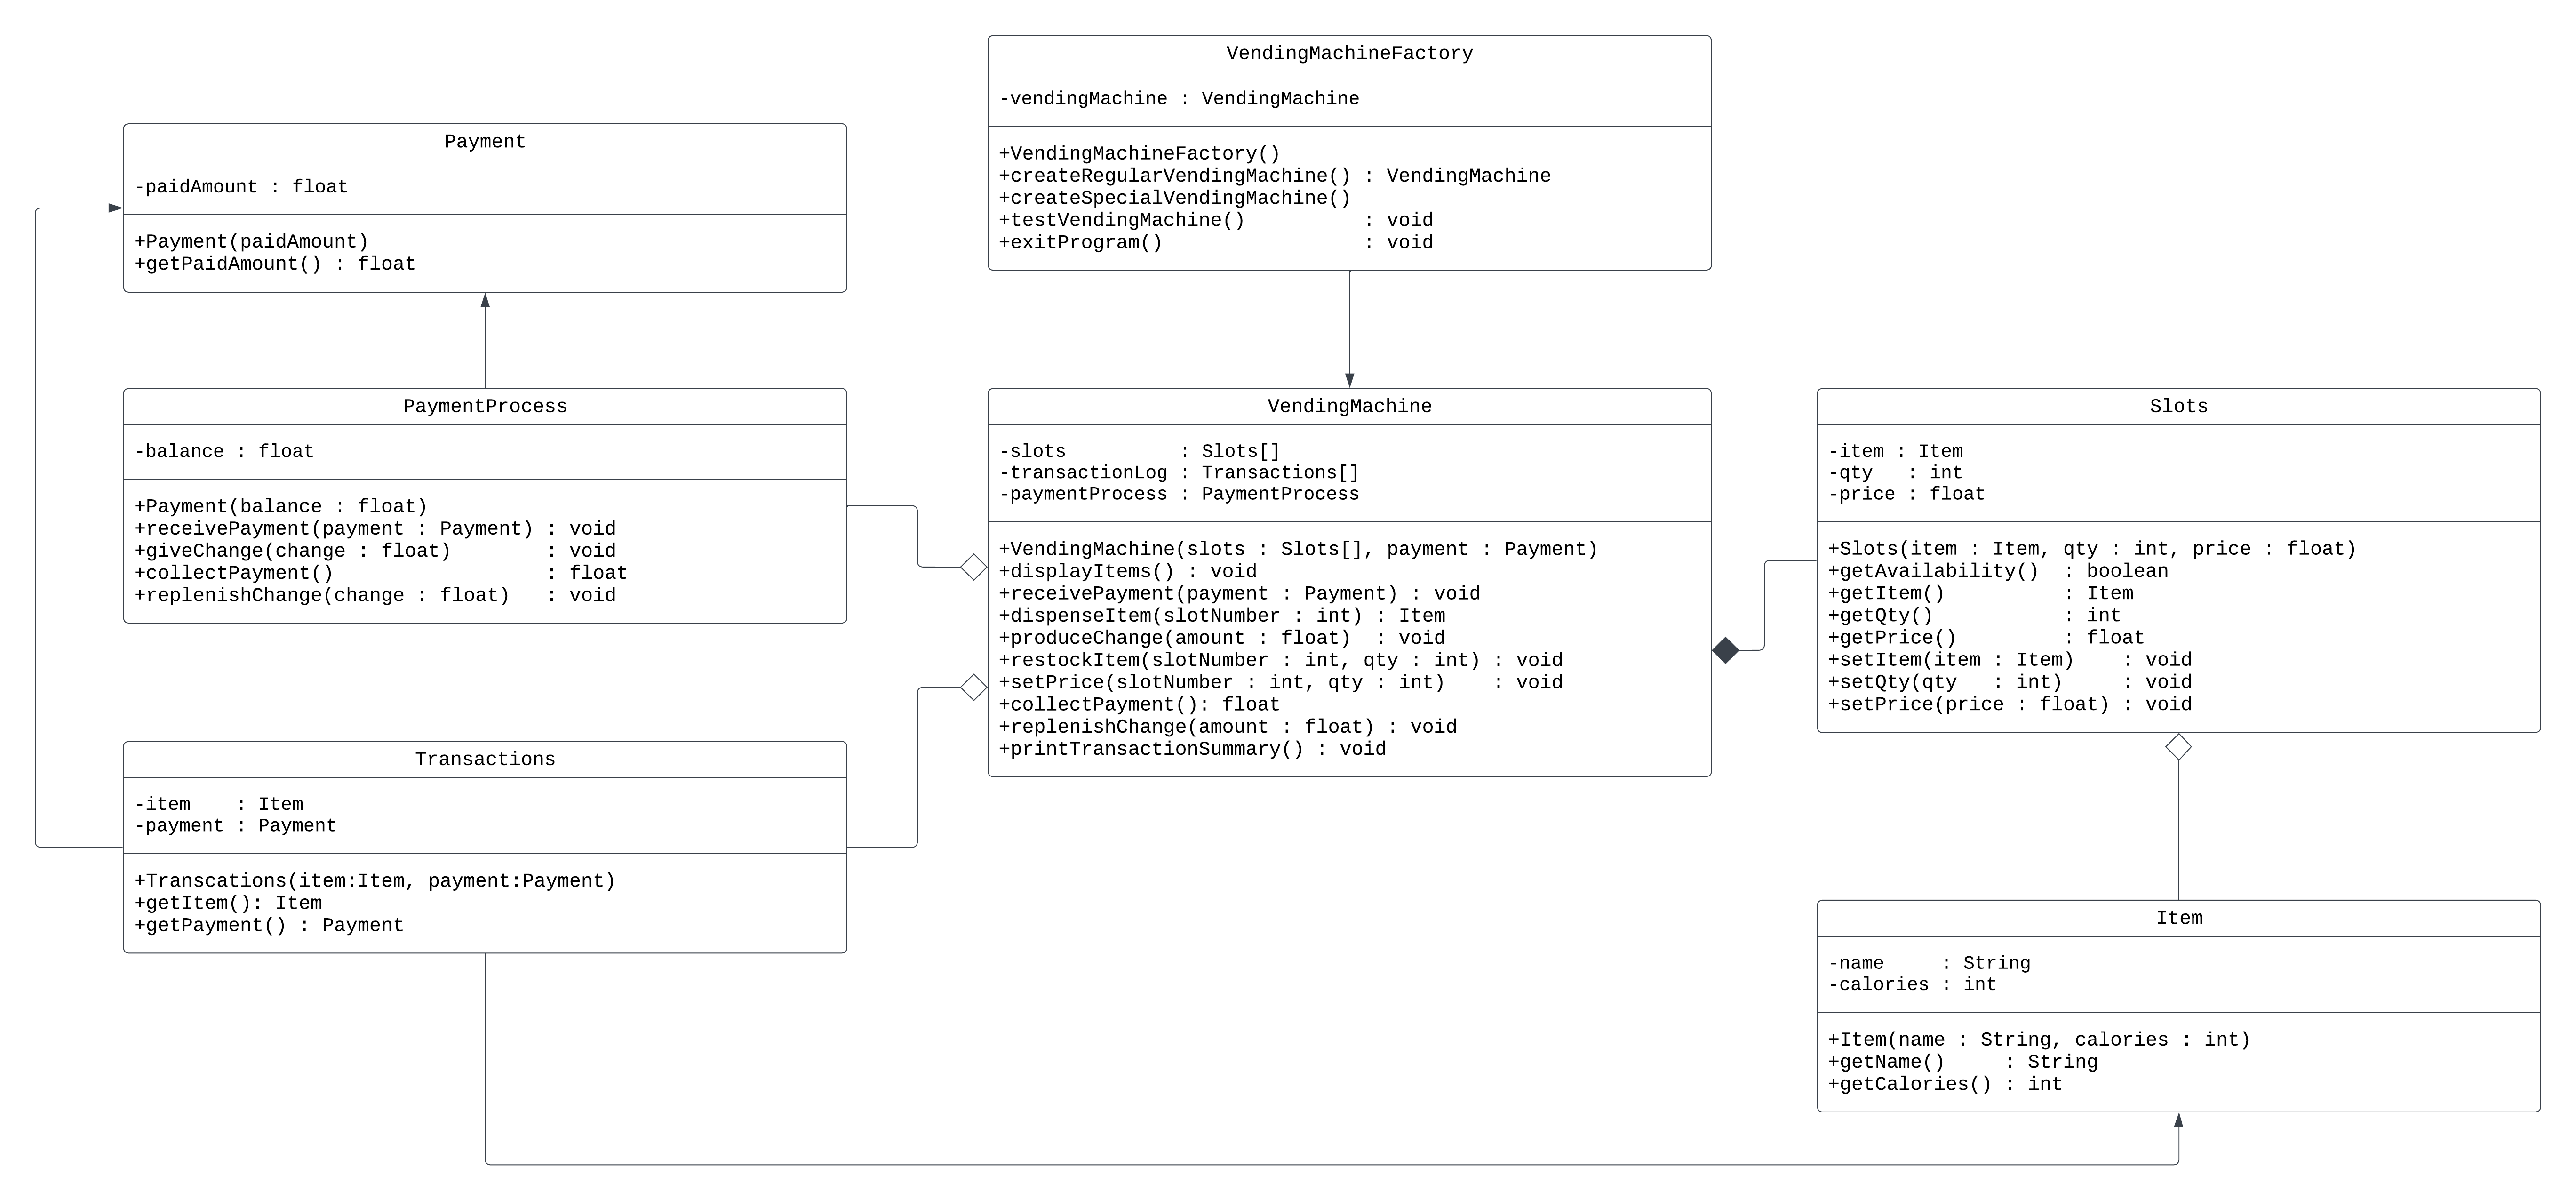 VendingMachineFactory
-vendingMachine : VendingMachine
+VendingMachineFactory()
+createRegularVendingMachine() : VendingMachine
+createSpecialVendingMachine()
+testVendingMachine() : void
+exitProgram() : void
Payment
-paidAmount : float
+Payment(paidAmount)
+getPaidAmount() : float
PaymentProcess
-balance : float
+Payment(balance : float)
+receivePayment(payment : Payment) : void
+giveChange(change : float) : void
+collectPayment() : float
+replenishChange(change : float) : void
VendingMachine
-slots : Slots[]
-transactionLog : Transactions[]
-paymentProcess : PaymentProcess
+VendingMachine(slots : Slots[], payment : Payment)
+displayItems() : void
+receivePayment(payment : Payment) : void
+dispenseItem(slotNumber : int) : Item
+produceChange(amount : float) : void
+restockItem(slotNumber : int, qty : int) : void
+setPrice(slotNumber : int, qty : int) : void
+collectPayment(): float
+replenishChange(amount : float) : void
+printTransactionSummary() : void
Slots
-item : Item
-qty : int
-price : float
+Slots(item : Item, qty : int, price : float)
+getAvailability() : boolean
+getItem() : Item
+getQty() : int
+getPrice() : float
+setItem(item : Item) : void
+setQty(qty : int) : void
+setPrice(price : float) : void
Transactions
-item : Item
-payment : Payment
+Transcations(item:Item, payment:Payment)
+getItem(): Item
+getPayment() : Payment
Item
-name : String
-calories : int
+Item(name : String, calories : int)
+getName() : String
+getCalories() : int